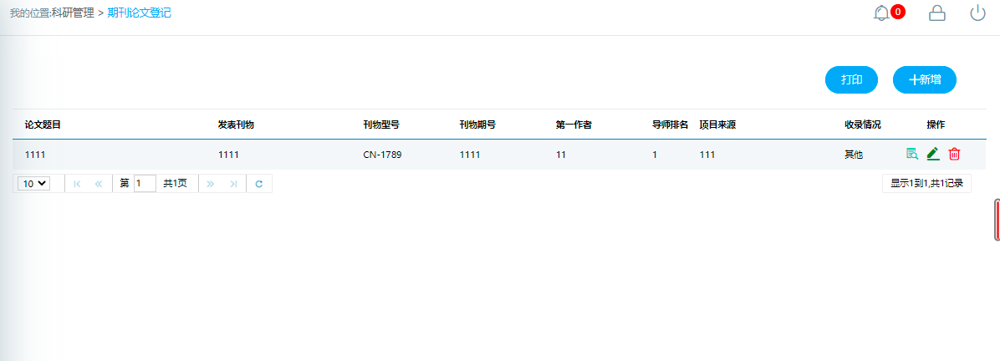 我的位置:科研管理 > 期刊论文登记
0
打印
新增
论文题目 发表刊物 刊物型号 刊物期号 第一作者 导师排名 项目来源 收录情况 操作
1111 1111 CN-1789 1111 11 1 111 其他
10 第 1 共1页 显示1到1,共1记录